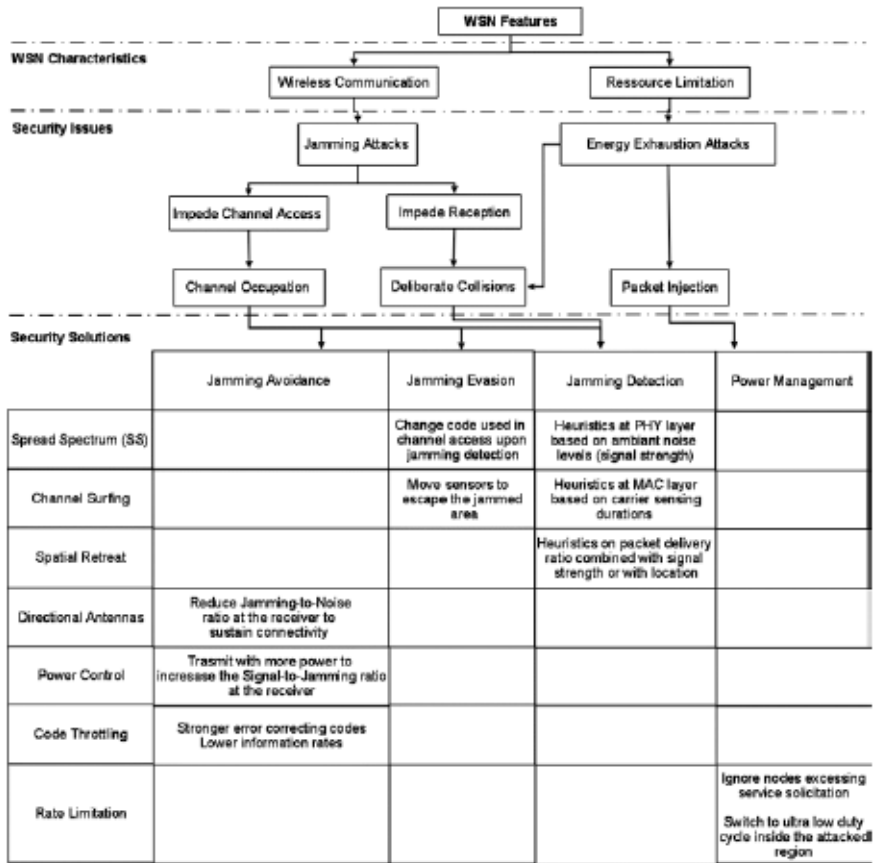 WSN Features
WSN Characteristics
Wireless Communication
Ressource Limitation
Security Issues
Jamming Attacks
Energy Exhaustion Attacks
Impede Channel Access
Impede Reception
Channel Occupation
Deliberate Collisions
Packet Injection
Security Solutions
Jamming Avoidance
Jamming Evasion
Jamming Detection
Power Management
Spread Spectrum (SS)
Change code used in
channel access upon
jamming detection
Heuristics at PHY layer
based on ambiant noise
levels (signal strength)
Channel Surfing
Move sensors to
escape the jammed
area
Heuristics at MAC layer
based on carrier sensing
durations
Spatial Retreat
Heuristics on packet delivery
ratio combined with signal
strength or with location
Directional Antennas
Reduce Jamming-to-Noise
ratio at the receiver to
sustain connectivity
Power Control
Trasmit with more power to
incresase the Signal-to-Jamming ratio
at the receiver
Code Throttling
Stronger error correcting codes
Lower information rates
Rate Limitation
Ignore nodes excessing
service solicitation
Switch to ultra low duty
cycle inside the attacked
region